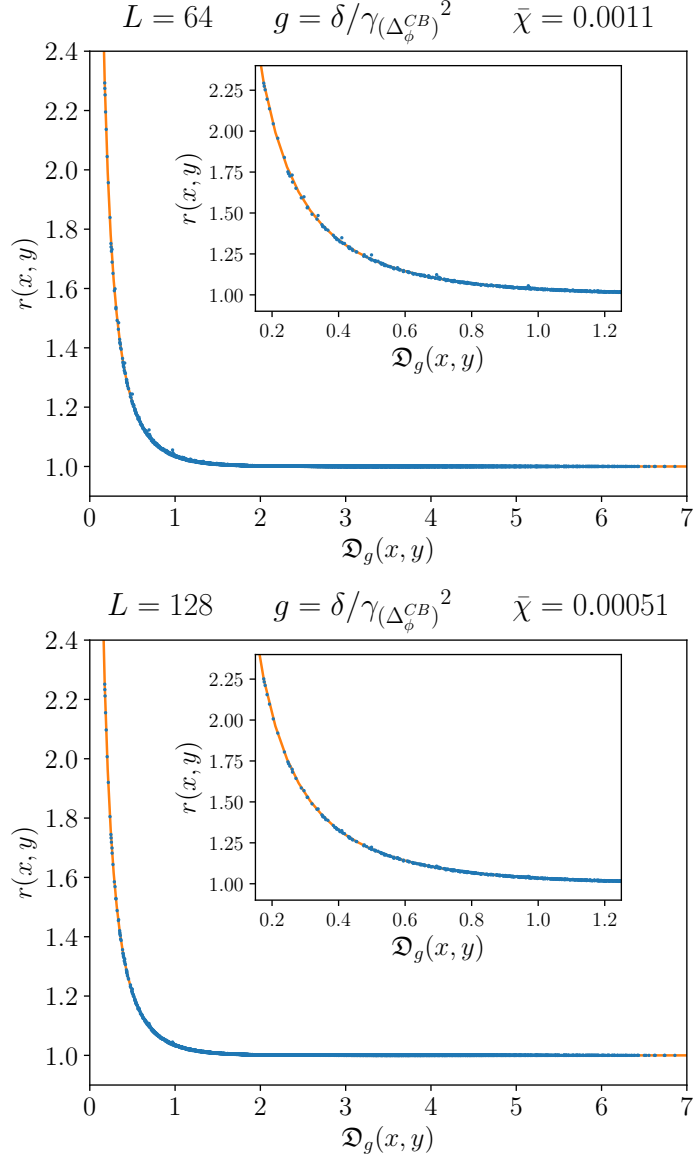 L = 64 g = δ/γ_{(Δ_ϕ^{CB})}^2 χ̄ = 0.0011
2.4
2.2
2.0
1.8
1.6
1.4
1.2
1.0
r(x, y)
0 1 2 3 4 5 6 7
𝔇_g(x, y)
2.25
2.00
1.75
1.50
1.25
1.00
r(x, y)
0.2 0.4 0.6 0.8 1.0 1.2
𝔇_g(x, y)
L = 128 g = δ/γ_{(Δ_ϕ^{CB})}^2 χ̄ = 0.00051
2.4
2.2
2.0
1.8
1.6
1.4
1.2
1.0
r(x, y)
0 1 2 3 4 5 6 7
𝔇_g(x, y)
2.25
2.00
1.75
1.50
1.25
1.00
r(x, y)
0.2 0.4 0.6 0.8 1.0 1.2
𝔇_g(x, y)